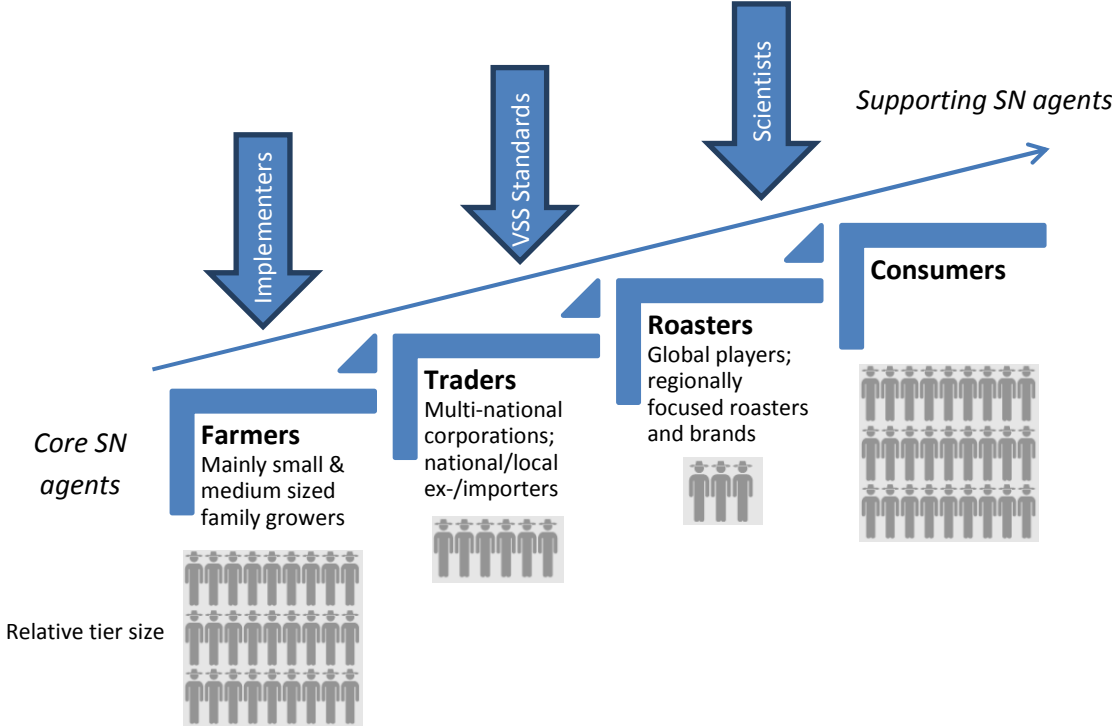 Scientists
Supporting SN agents
VSS Standards
Implementers
Consumers
Roasters
Global players;
regionally
focused roasters
and brands
Traders
Multi-national
corporations;
national/local
ex-/importers
Core SN
agents
Farmers
Mainly small &
medium sized
family growers
Relative tier size